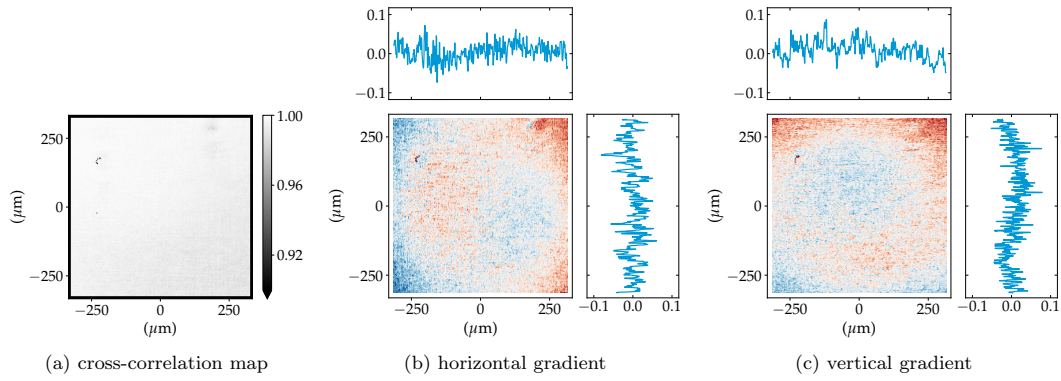 0.1
0.0
−0.1
0.1
0.0
−0.1
250
0
−250
(µm)
−250 0 250
(µm)
1.00
0.96
0.92
250
0
−250
(µm)
−250 0 250
(µm)
−0.1 0.0 0.1
250
0
−250
(µm)
−250 0 250
(µm)
−0.1 0.0 0.1
(a) cross-correlation map
(b) horizontal gradient
(c) vertical gradient